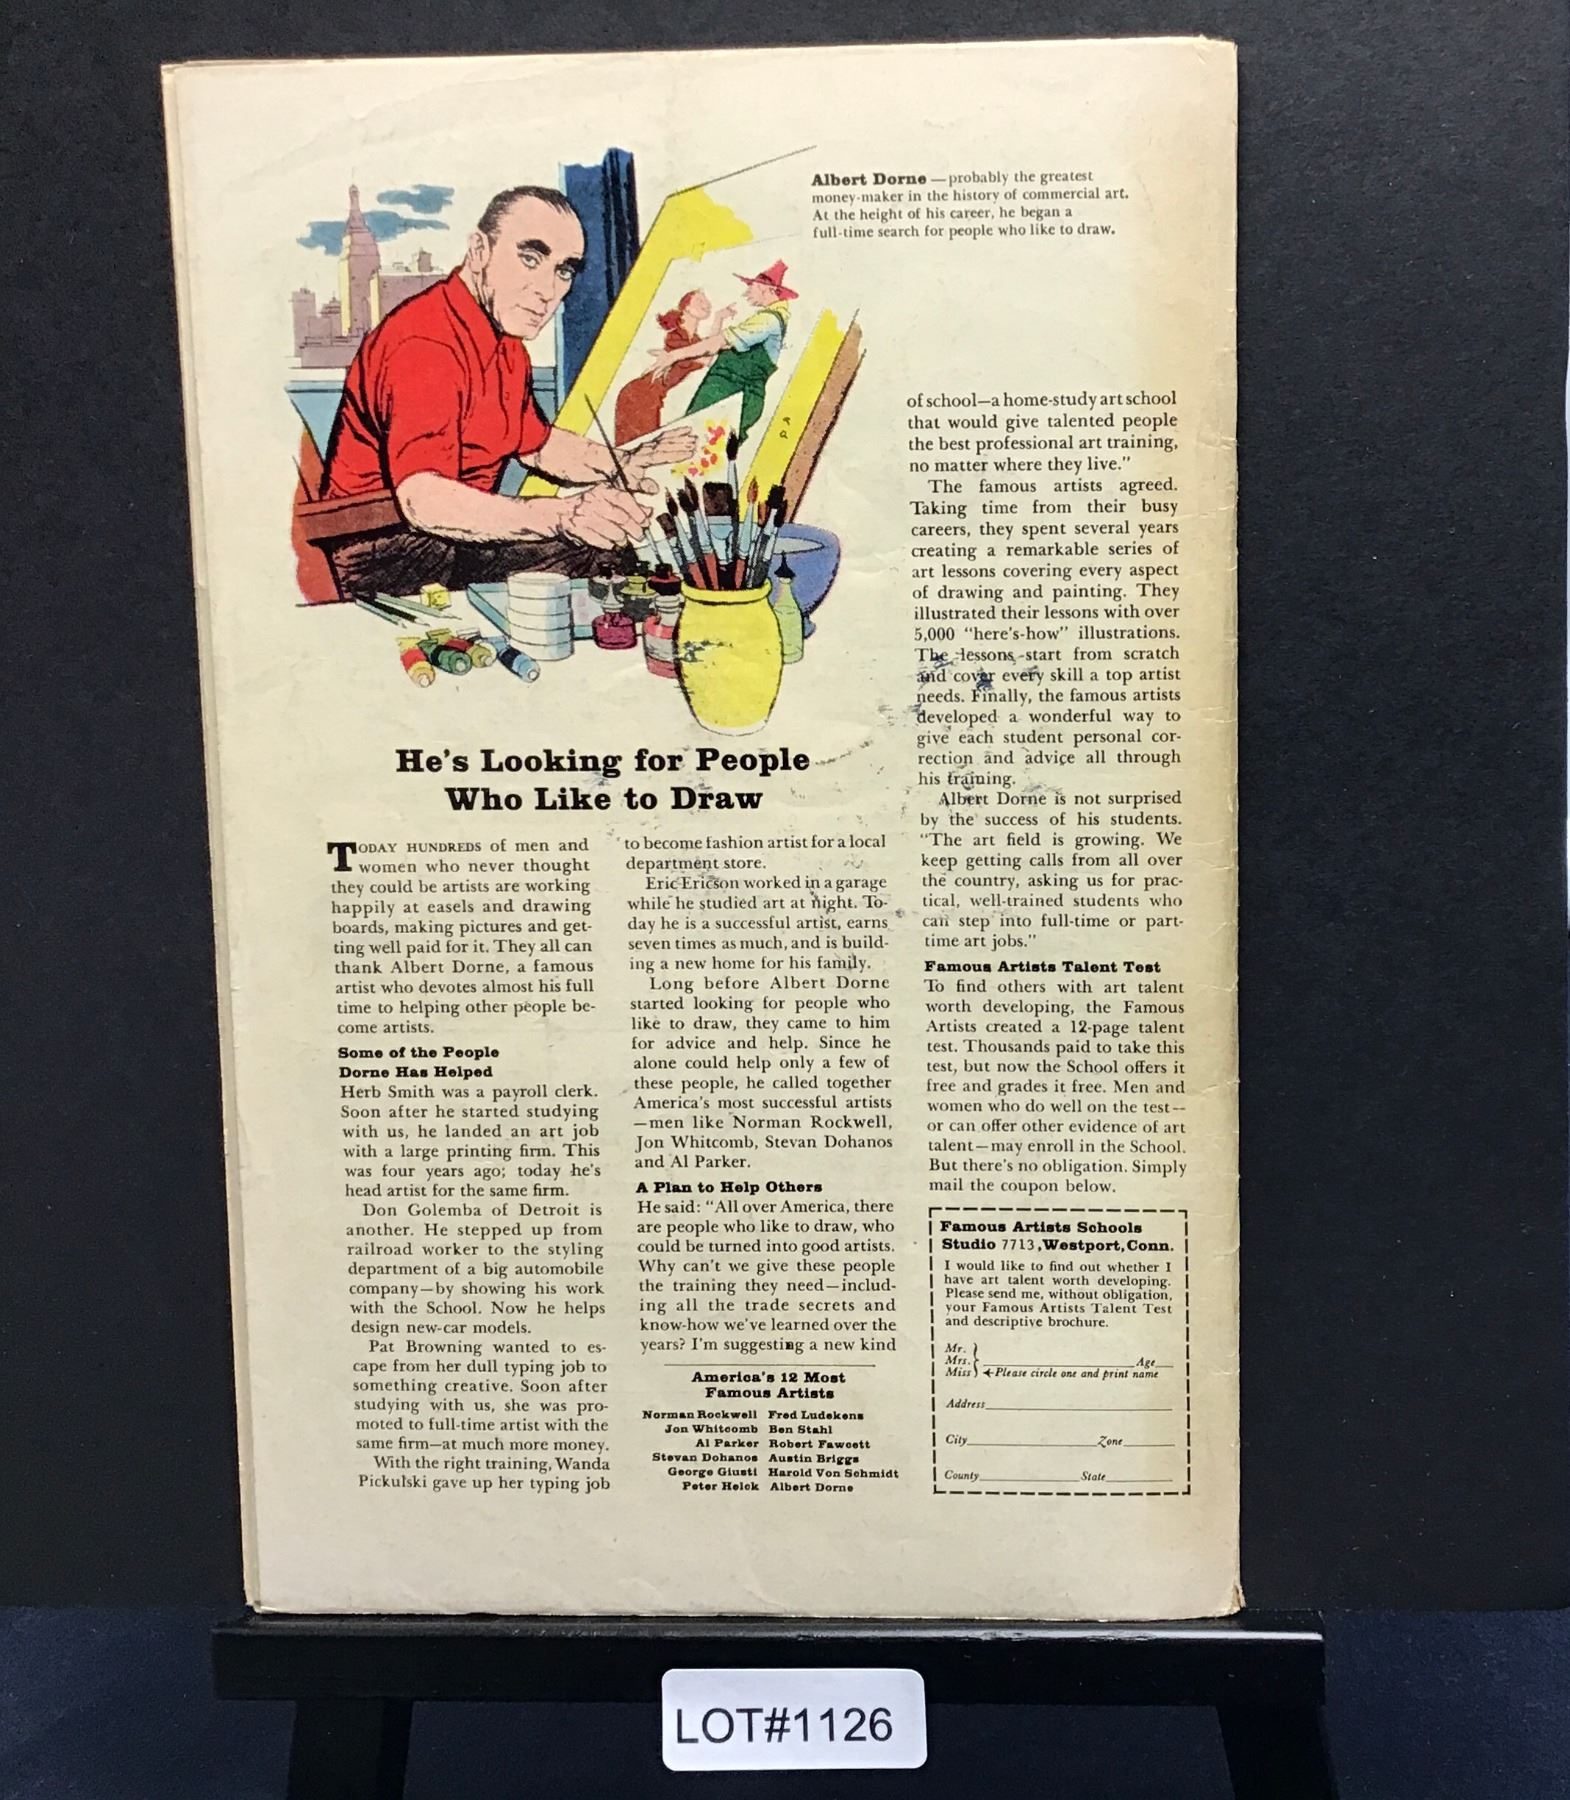 Albert Dorne — probably the greatest
money-maker in the history of commercial art.
At the height of his career, he began a
full-time search for people who like to draw.
He's Looking for People
Who Like to Draw
TODAY HUNDREDS of men and
women who never thought
they could be artists are working
happily at easels and drawing
boards, making pictures and get-
ting well paid for it. They all can
thank Albert Dorne, a famous
artist who devotes almost his full
time to helping other people be-
come artists.
Some of the People
Dorne Has Helped
Herb Smith was a payroll clerk.
Soon after he started studying
with us, he landed an art job
with a large printing firm. This
was four years ago; today he's
head artist for the same firm.
Don Golemba of Detroit is
another. He stepped up from
railroad worker to the styling
department of a big automobile
company—by showing his work
with the School. Now he helps
design new-car models.
Pat Browning wanted to es-
cape from her dull typing job to
something creative. Soon after
studying with us, she was pro-
moted to full-time artist with the
same firm—at much more money.
With the right training, Wanda
Pickulski gave up her typing job
to become fashion artist for a local
department store.
Eric Ericson worked in a garage
while he studied art at night. To-
day he is a successful artist, earns
seven times as much, and is build-
ing a new home for his family.
Long before Albert Dorne
started looking for people who
like to draw, they came to him
for advice and help. Since he
alone could help only a few of
these people, he called together
America's most successful artists
—men like Norman Rockwell,
Jon Whitcomb, Stevan Dohanos
and Al Parker.
A Plan to Help Others
He said: "All over America, there
are people who like to draw, who
could be turned into good artists.
Why can't we give these people
the training they need—includ-
ing all the trade secrets and
know-how we've learned over the
years? I'm suggesting a new kind
America's 12 Most
Famous Artists
Norman Rockwell Fred Ludekens
Jon Whitcomb Ben Stahl
Al Parker Robert Fawcett
Stevan Dohanos Austin Briggs
George Giusti Harold Von Schmidt
Peter Helck Albert Dorne
of school—a home-study art school
that would give talented people
the best professional art training,
no matter where they live."
The famous artists agreed.
Taking time from their busy
careers, they spent several years
creating a remarkable series of
art lessons covering every aspect
of drawing and painting. They
illustrated their lessons with over
5,000 "here's-how" illustrations.
The lessons start from scratch
and cover every skill a top artist
needs. Finally, the famous artists
developed a wonderful way to
give each student personal cor-
rection and advice all through
his training.
Albert Dorne is not surprised
by the success of his students.
"The art field is growing. We
keep getting calls from all over
the country, asking us for prac-
tical, well-trained students who
can step into full-time or part-
time art jobs."
Famous Artists Talent Test
To find others with art talent
worth developing, the Famous
Artists created a 12-page talent
test. Thousands paid to take this
test, but now the School offers it
free and grades it free. Men and
women who do well on the test—
or can offer other evidence of art
talent—may enroll in the School.
But there's no obligation. Simply
mail the coupon below.
Famous Artists Schools
Studio 7713, Westport, Conn.
I would like to find out whether I
have art talent worth developing.
Please send me, without obligation,
your Famous Artists Talent Test
and descriptive brochure.
Mr.
Mrs. Age
Miss Please circle one and print name
Address
City Zone
County State
LOT#1126